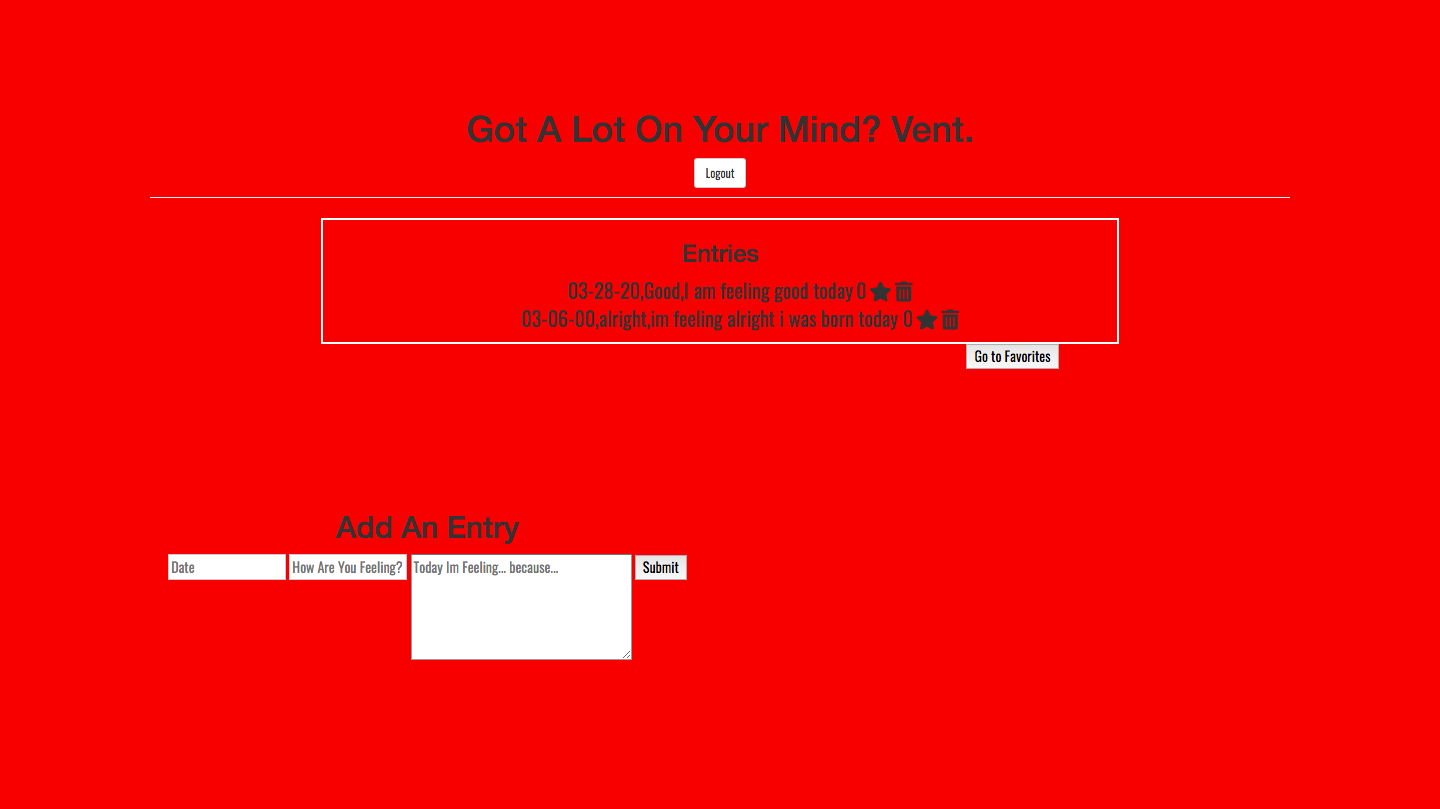 Got A Lot On Your Mind? Vent.
Logout
Entries
03-28-20,Good,I am feeling good today 0
03-06-00,alright,im feeling alright i was born today 0
Go to Favorites
Add An Entry
Date How Are You Feeling? Today Im Feeling... because... Submit